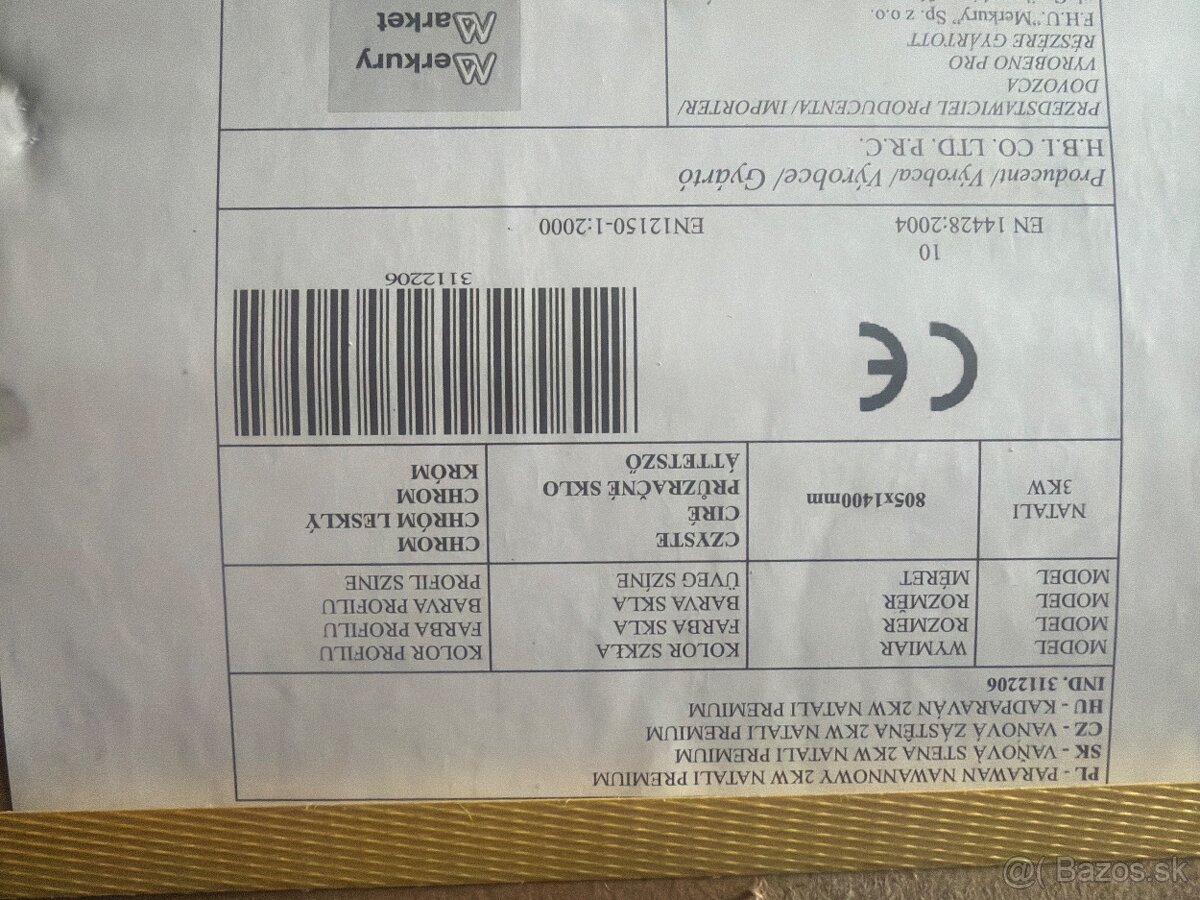 PL - PARAWAN NAWANNOWY 2KW NATALI PREMIUM
SK - VAŇOVÁ STENA 2KW NATALI PREMIUM
CZ - VANOVÁ ZÁSTĚNA 2KW NATALI PREMIUM
HU - KÁDPARAVÁN 2KW NATALI PREMIUM
IND. 3112206
MODEL
MODEL
MODEL
MODEL
WYMIAR
ROZMER
ROZMĚR
MÉRET
KOLOR SZKŁA
FARBA SKLA
BARVA SKLA
ÜVEG SZÍNE
KOLOR PROFILU
FARBA PROFILU
BARVA PROFILU
PROFIL SZINE
NATALI
3KW
805x1400mm
CZYSTE
CIRÉ
PRŮZRAČNÉ SKLO
ÁTTETSZŐ
CHROM
CHRÓM LESKLÝ
CHROM
KRÓM
CE
3112206
10
EN 14428:2004
EN12150-1:2000
Producent/ Výrobca/ Výrobce/ Gyártó
H.B.I. CO. LTD. P.R.C.
PRZEDSTAWICIEL PRODUCENTA/ IMPORTER/
DOVOZCA
VYROBENO PRO
RÉSZÉRE GYÁRTOTT
F.H.U."Merkury" Sp. z o.o.
Merkury
Market
@( Bazos.sk